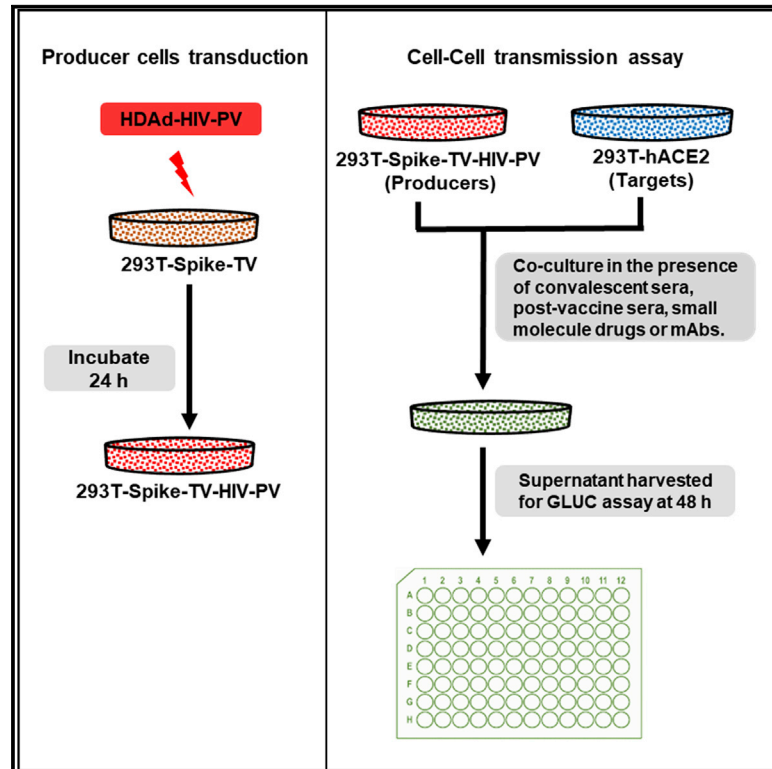 Producer cells transduction
HDAd-HIV-PV
293T-Spike-TV
Incubate
24 h
293T-Spike-TV-HIV-PV
Cell-Cell transmission assay
293T-Spike-TV-HIV-PV
(Producers)
293T-hACE2
(Targets)
Co-culture in the presence
of convalescent sera,
post-vaccine sera, small
molecule drugs or mAbs.
Supernatant harvested
for GLUC assay at 48 h
1 2 3 4 5 6 7 8 9 10 11 12
A
B
C
D
E
F
G
H